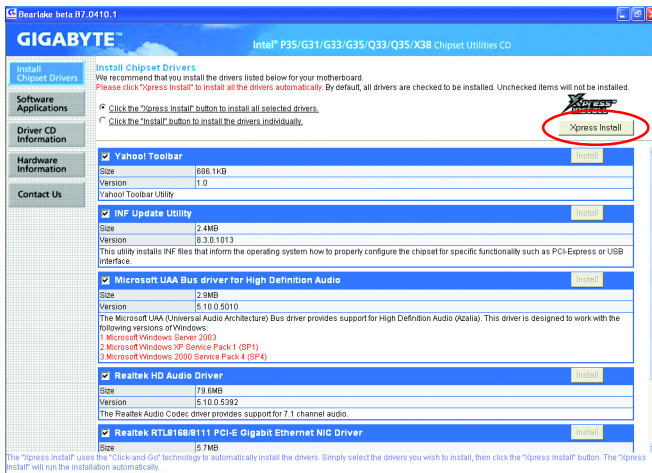 Bearlake beta B7.0410.1
GIGABYTE™
Intel® P35/G31/G33/G35/Q33/Q35/X38 Chipset Utilities CD
Install
Chipset Drivers
Software
Applications
Driver CD
Information
Hardware
Information
Contact Us
Install Chipset Drivers
We recommend that you install the drivers listed below for your motherboard.
Please click "Xpress Install" to install all the drivers automatically. By default, all drivers are checked to be installed. Unchecked items will not be installed.
Click the "Xpress Install" button to install all selected drivers.
Click the "Install" button to install the drivers individually.
Xpress
Install
Xpress Install
Yahoo! Toolbar
Install
Size 686.1KB
Version 1.0
Yahoo! Toolbar Utility
INF Update Utility
Install
Size 2.4MB
Version 8.3.0.1013
This utility installs INF files that inform the operating system how to properly configure the chipset for specific functionality such as PCI-Express or USB
interface.
Microsoft UAA Bus driver for High Definition Audio
Install
Size 2.9MB
Version 5.10.0.5010
The Microsoft UAA (Universal Audio Architecture) Bus driver provides support for High Definition Audio (Azalia). This driver is designed to work with the
following versions of Windows:
1.Microsoft Windows Server 2003
2.Microsoft Windows XP Service Pack 1 (SP1)
3.Microsoft Windows 2000 Service Pack 4 (SP4)
Realtek HD Audio Driver
Install
Size 79.6MB
Version 5.10.0.5392
The Realtek Audio Codec driver provides support for 7.1 channel audio.
Realtek RTL8168/8111 PCI-E Gigabit Ethernet NIC Driver
Install
Size 5.7MB
The "Xpress Install" uses the "Click-and-Go" technology to automatically install the drivers. Simply select the drivers you wish to install, then click the "Xpress Install" button. The "Xpress
Install" will run the installation automatically.